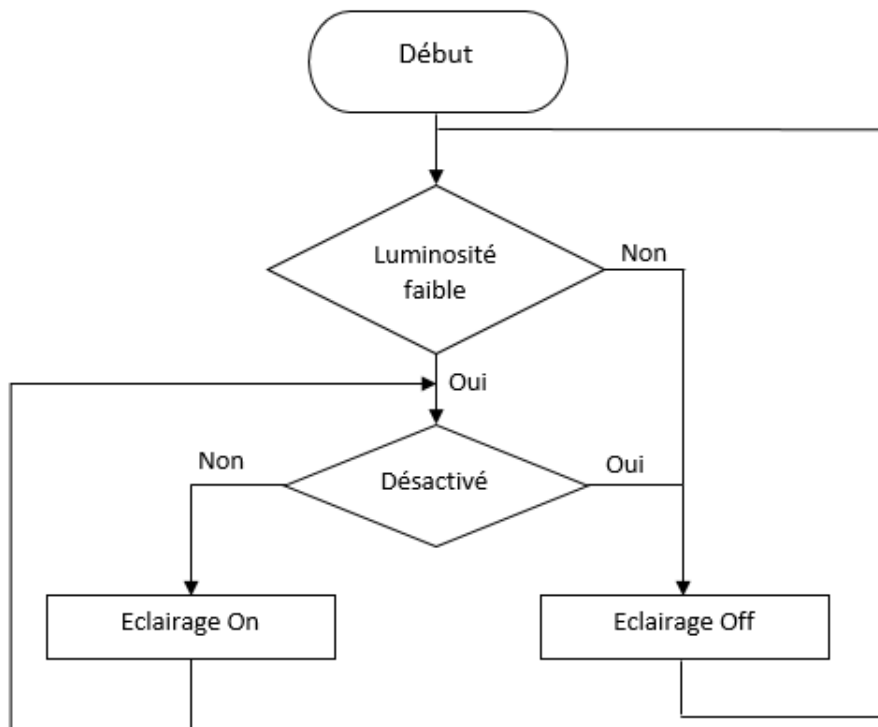 Début
Luminosité
faible
Non
Oui
Non
Désactivé
Oui
Eclairage On
Eclairage Off